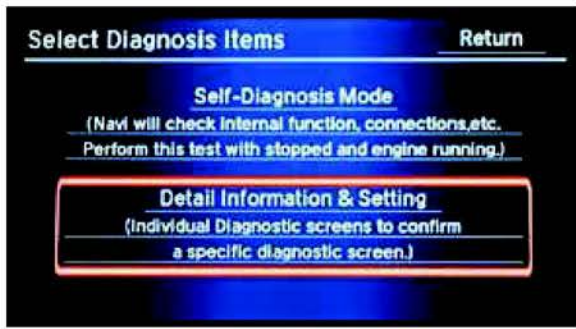 Select Diagnosis Items
Return
Self-Diagnosis Mode
(Navi will check internal function, connections,etc.
Perform this test with stopped and engine running.)
Detail Information & Setting
(Individual Diagnostic screens to confirm
a specific diagnostic screen.)